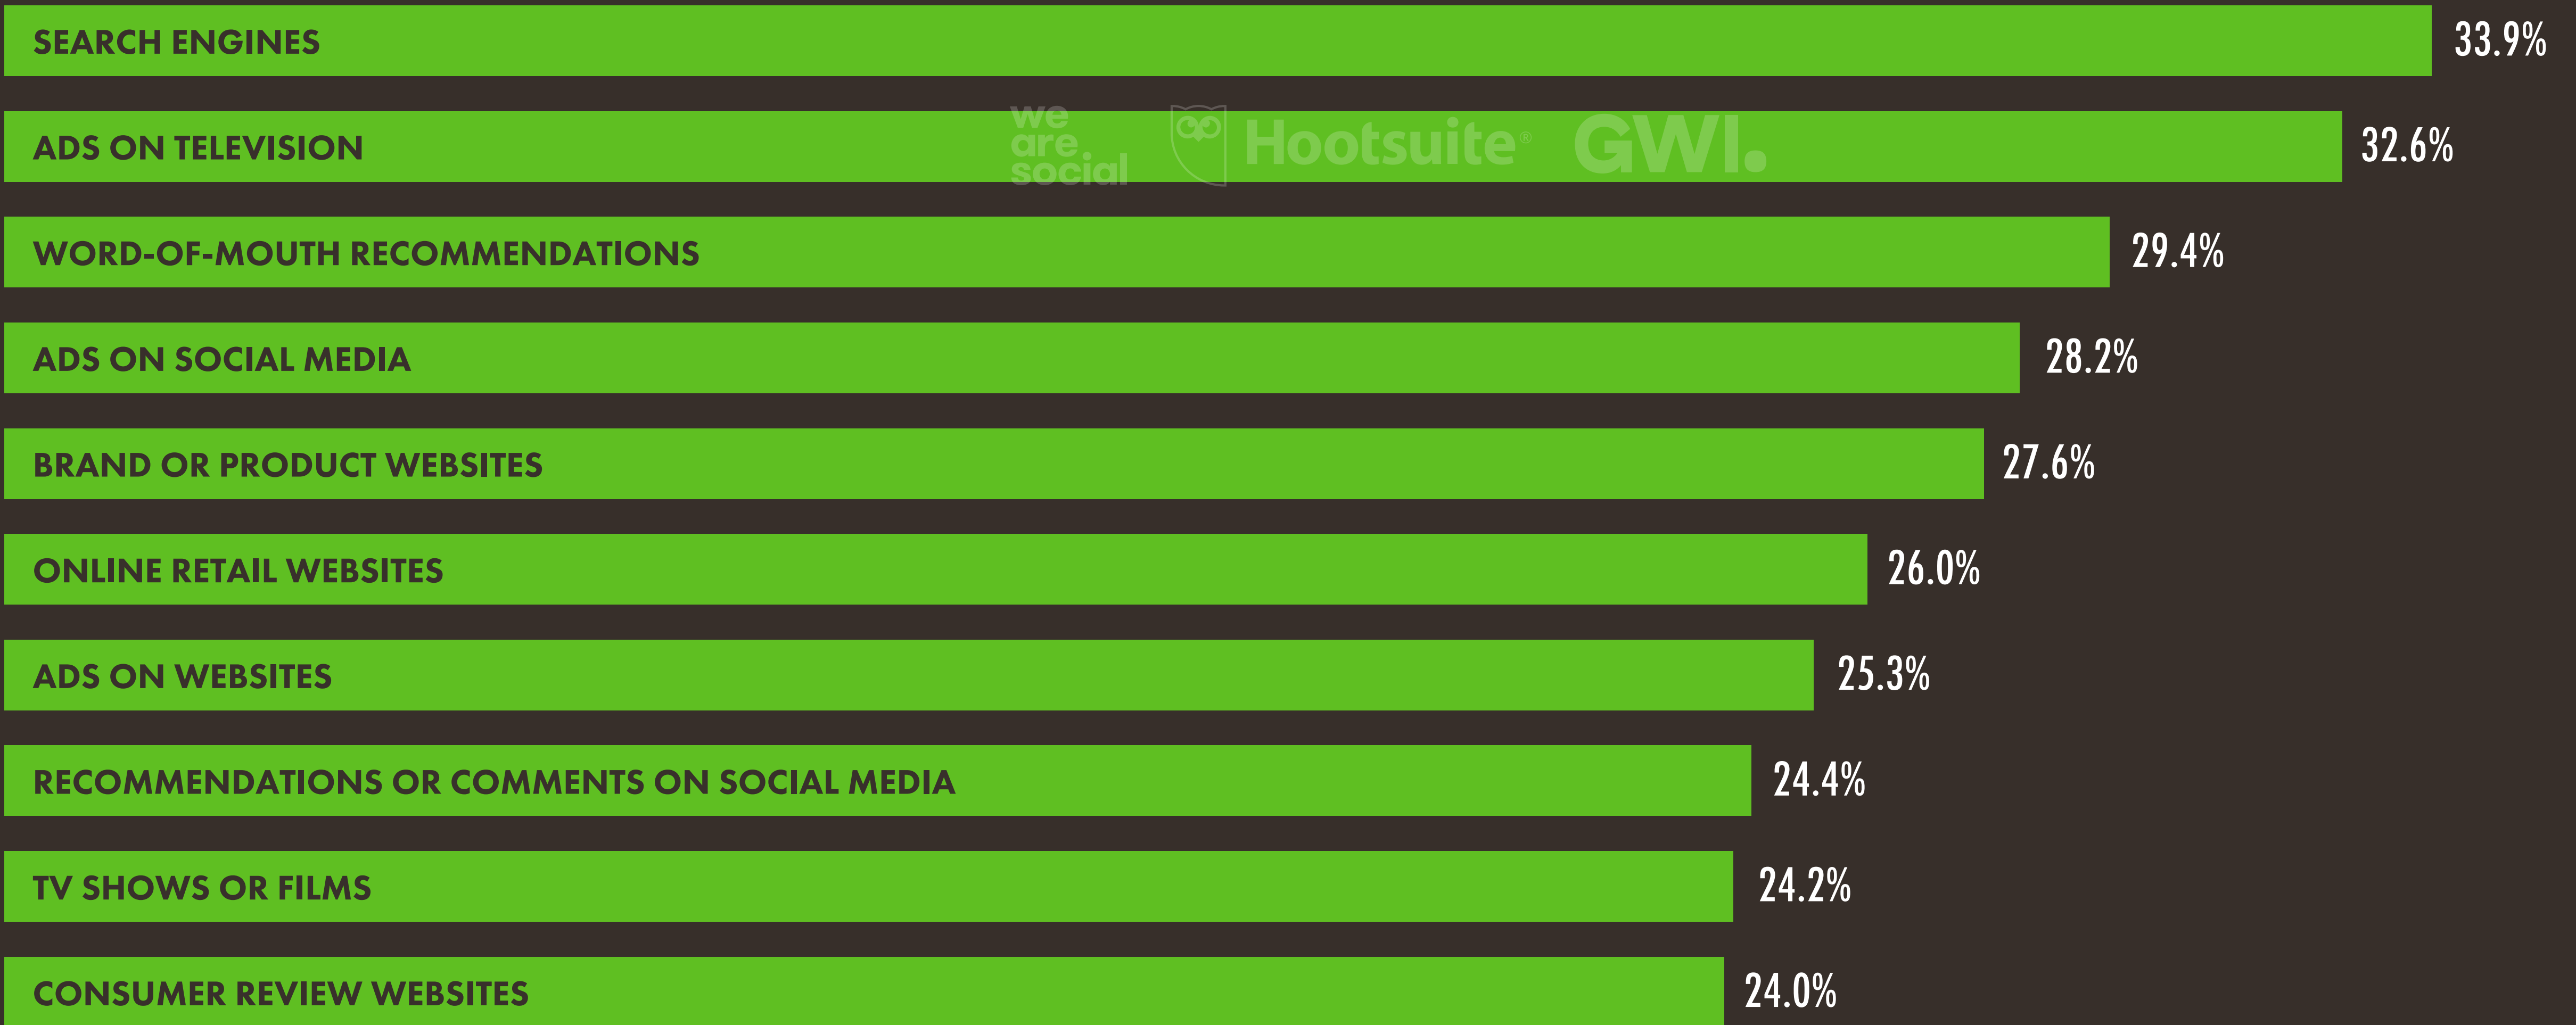 SEARCH ENGINES 33.9%
we
are
social
Hootsuite®
GWI.
ADS ON TELEVISION 32.6%
WORD-OF-MOUTH RECOMMENDATIONS 29.4%
ADS ON SOCIAL MEDIA 28.2%
BRAND OR PRODUCT WEBSITES 27.6%
ONLINE RETAIL WEBSITES 26.0%
ADS ON WEBSITES 25.3%
RECOMMENDATIONS OR COMMENTS ON SOCIAL MEDIA 24.4%
TV SHOWS OR FILMS 24.2%
CONSUMER REVIEW WEBSITES 24.0%